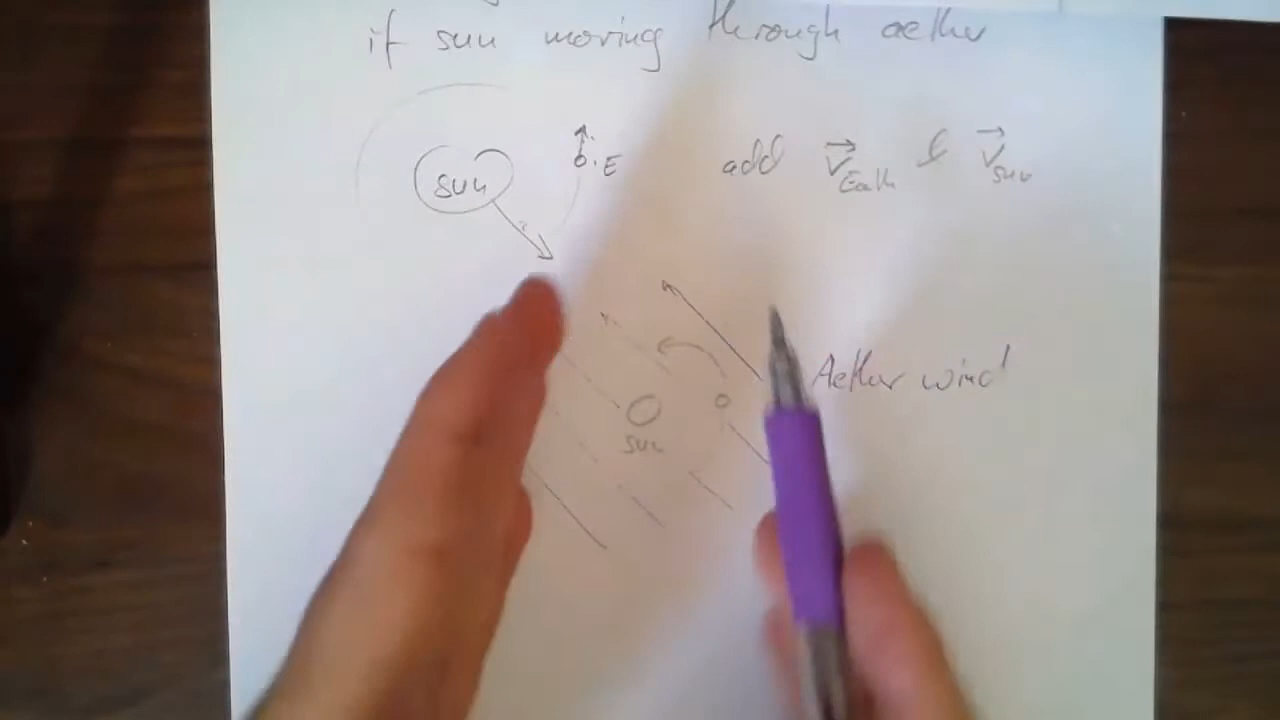 if sun moving through aether
sun
E
add V⃗Earth & V⃗sun
Aether wind
sun